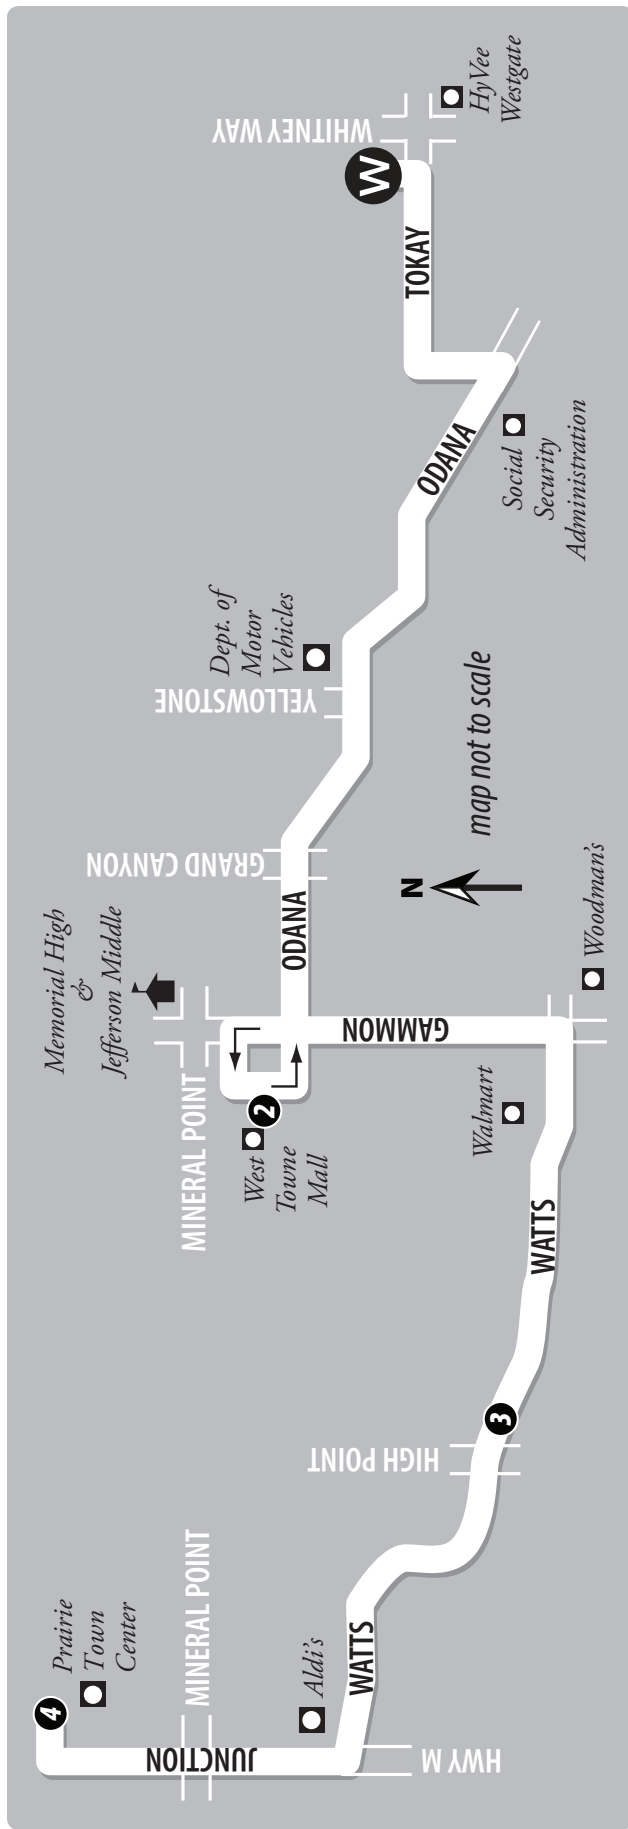 4
Prairie
Town
Center
MINERAL POINT
JUNCTION
Aldi's
WATTS
HWY M
HIGH POINT
3
WATTS
Memorial High
&
Jefferson Middle
MINERAL POINT
2
West
Towne
Mall
Walmart
GAMMON
Woodman's
ODANA
GRAND CANYON
N
map not to scale
YELLOWSTONE
Dept. of
Motor
Vehicles
ODANA
Social
Security
Administration
TOKAY
W
WHITNEY WAY
HyVee
Westgate